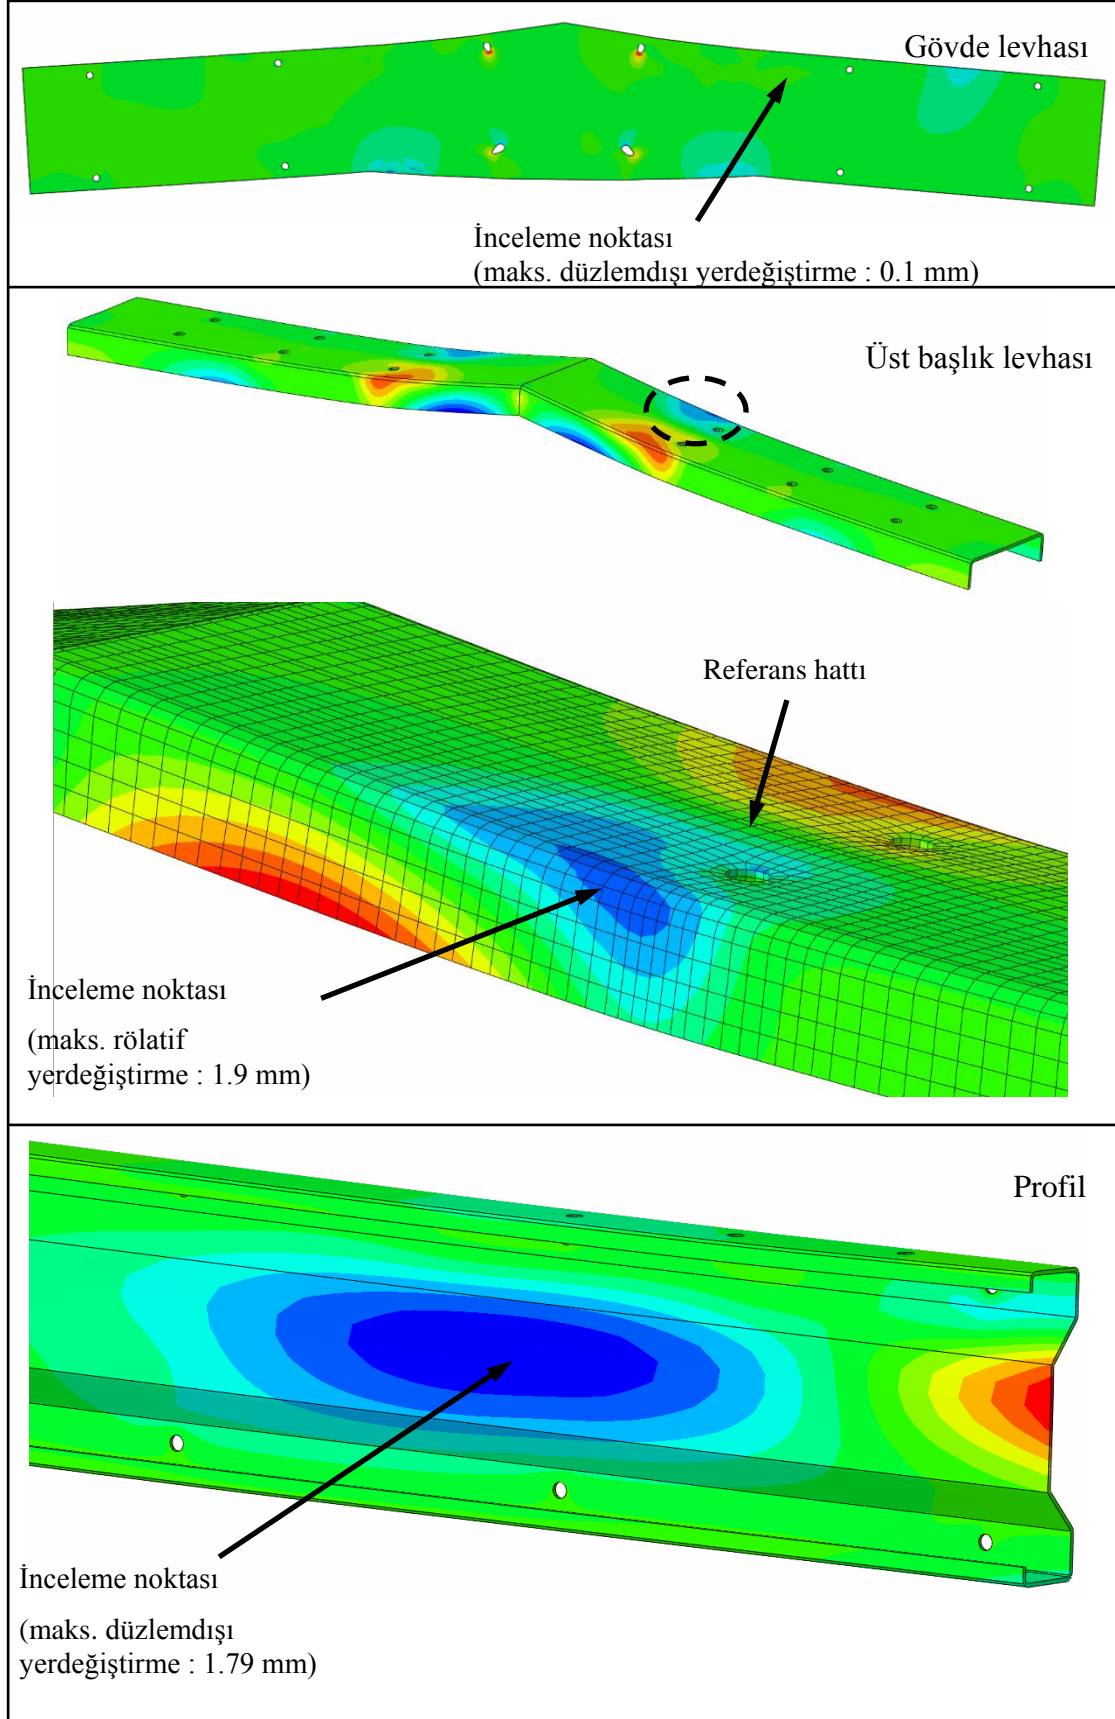 Gövde levhası
İnceleme noktası
(maks. düzlemdışı yerdeğiştirme : 0.1 mm)
Üst başlık levhası
Referans hattı
İnceleme noktası
(maks. rölatif
yerdeğiştirme : 1.9 mm)
Profil
İnceleme noktası
(maks. düzlemdışı
yerdeğiştirme : 1.79 mm)